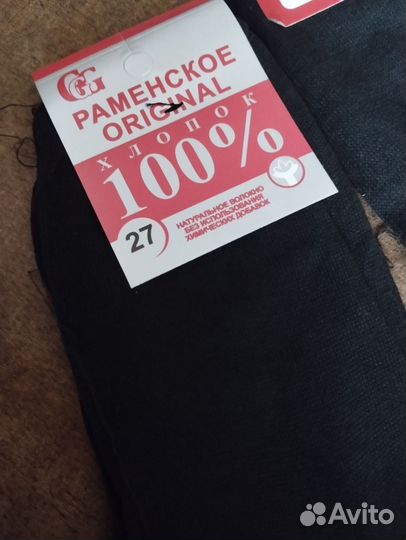 GG
РАМЕНСКОЕ
ORIGINAL
ХЛОПОК
100%
27
НАТУРАЛЬНОЕ ВОЛОКНО
БЕЗ ИСПОЛЬЗОВАНИЯ
ХИМИЧЕСКИХ ДОБАВОК
Avito